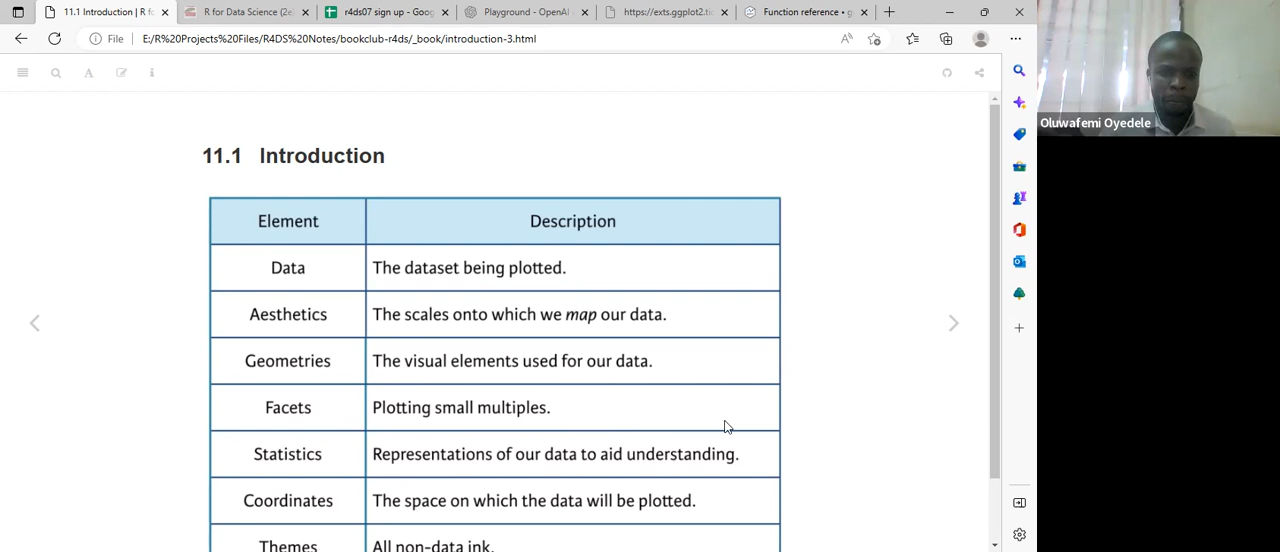 11.1 Introduction | R fo
R for Data Science (2e
r4ds07 sign up - Goog
Playground - OpenAI
https://exts.ggplot2.tid
Function reference • g
File
E:/R%20Projects%20Files/R4DS%20Notes/bookclub-r4ds/_book/introduction-3.html
Oluwafemi Oyedele
11.1 Introduction
Element Description
Data The dataset being plotted.
Aesthetics The scales onto which we map our data.
Geometries The visual elements used for our data.
Facets Plotting small multiples.
Statistics Representations of our data to aid understanding.
Coordinates The space on which the data will be plotted.
Themes All non-data ink.